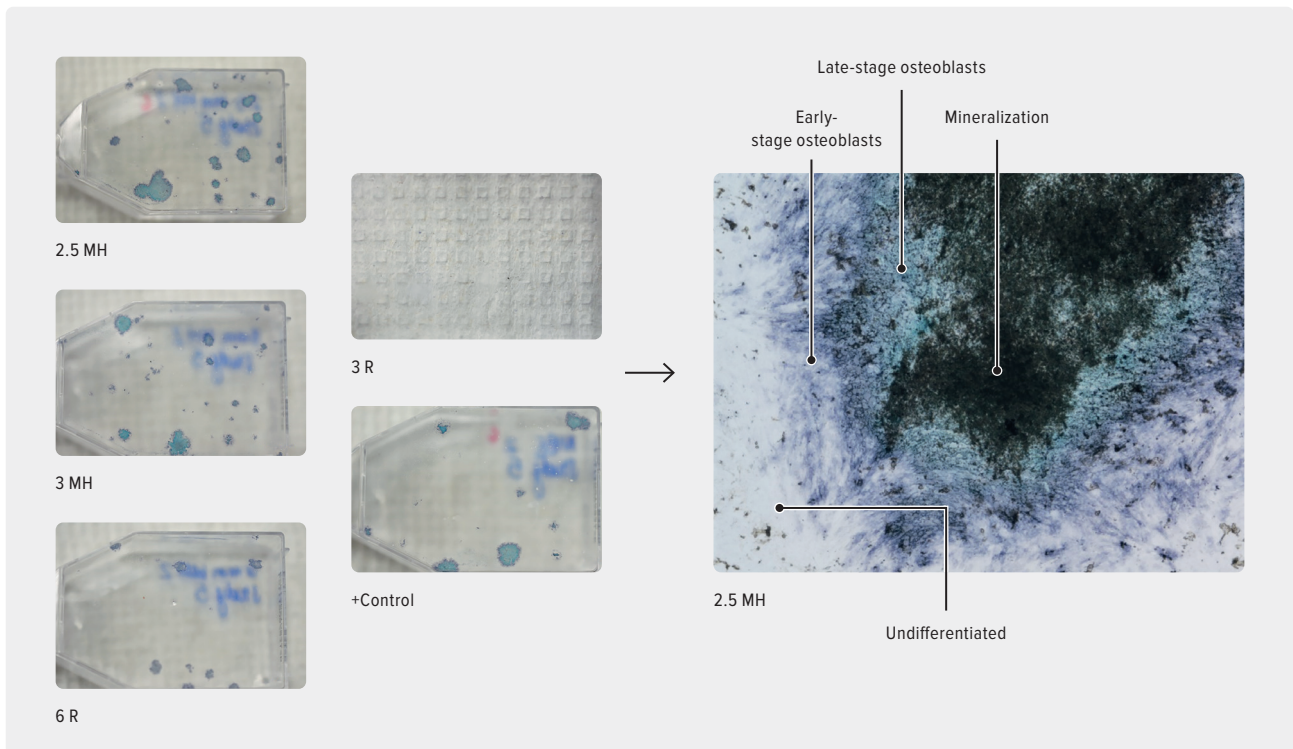 Late-stage osteoblasts
Early-
stage osteoblasts
Mineralization
2.5 MH
3 R
3 MH
+Control
2.5 MH
Undifferentiated
6 R